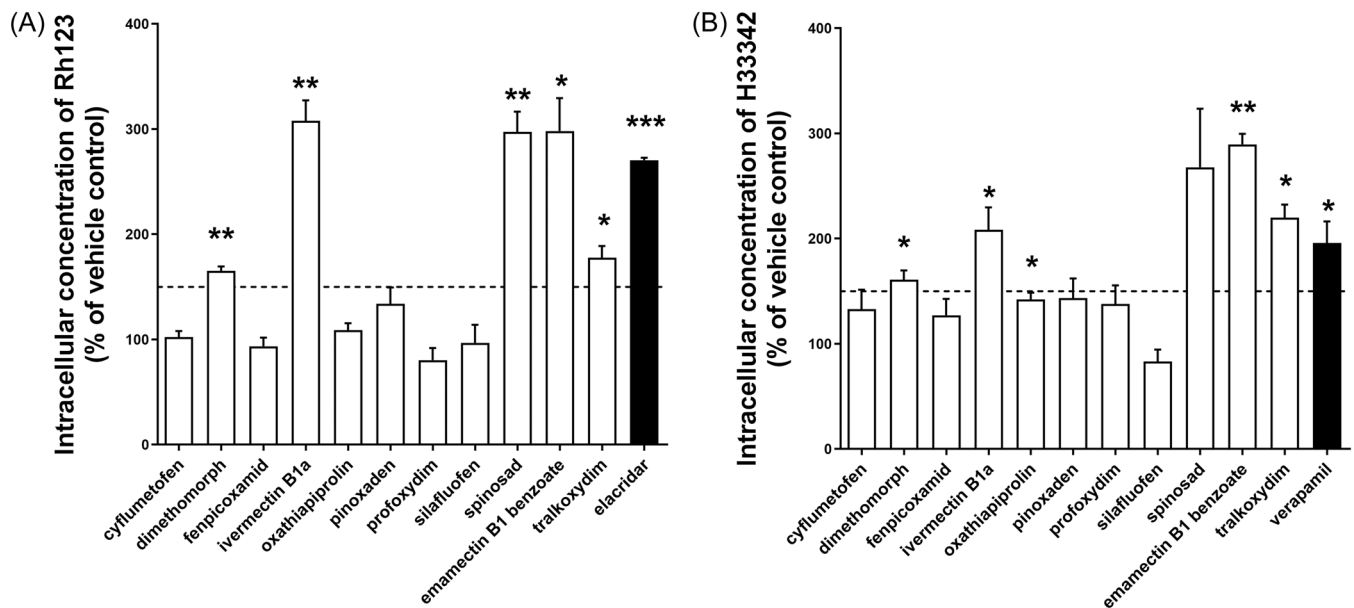 (A)
Intracellular concentration of Rh123
(% of vehicle control)
400
300
200
100
0
**
**
**
*
*
***
cyflumetofen
dimethomorph
fenpicoxamid
ivermectin B1a
oxathiapiprolin
pinoxaden
profoxydim
silafluofen
spinosad
emamectin B1 benzoate
tralkoxydim
elacridar
(B)
Intracellular concentration of H33342
(% of vehicle control)
400
300
200
100
0
*
*
*
**
*
*
cyflumetofen
dimethomorph
fenpicoxamid
ivermectin B1a
oxathiapiprolin
pinoxaden
profoxydim
silafluofen
spinosad
emamectin B1 benzoate
tralkoxydim
verapamil